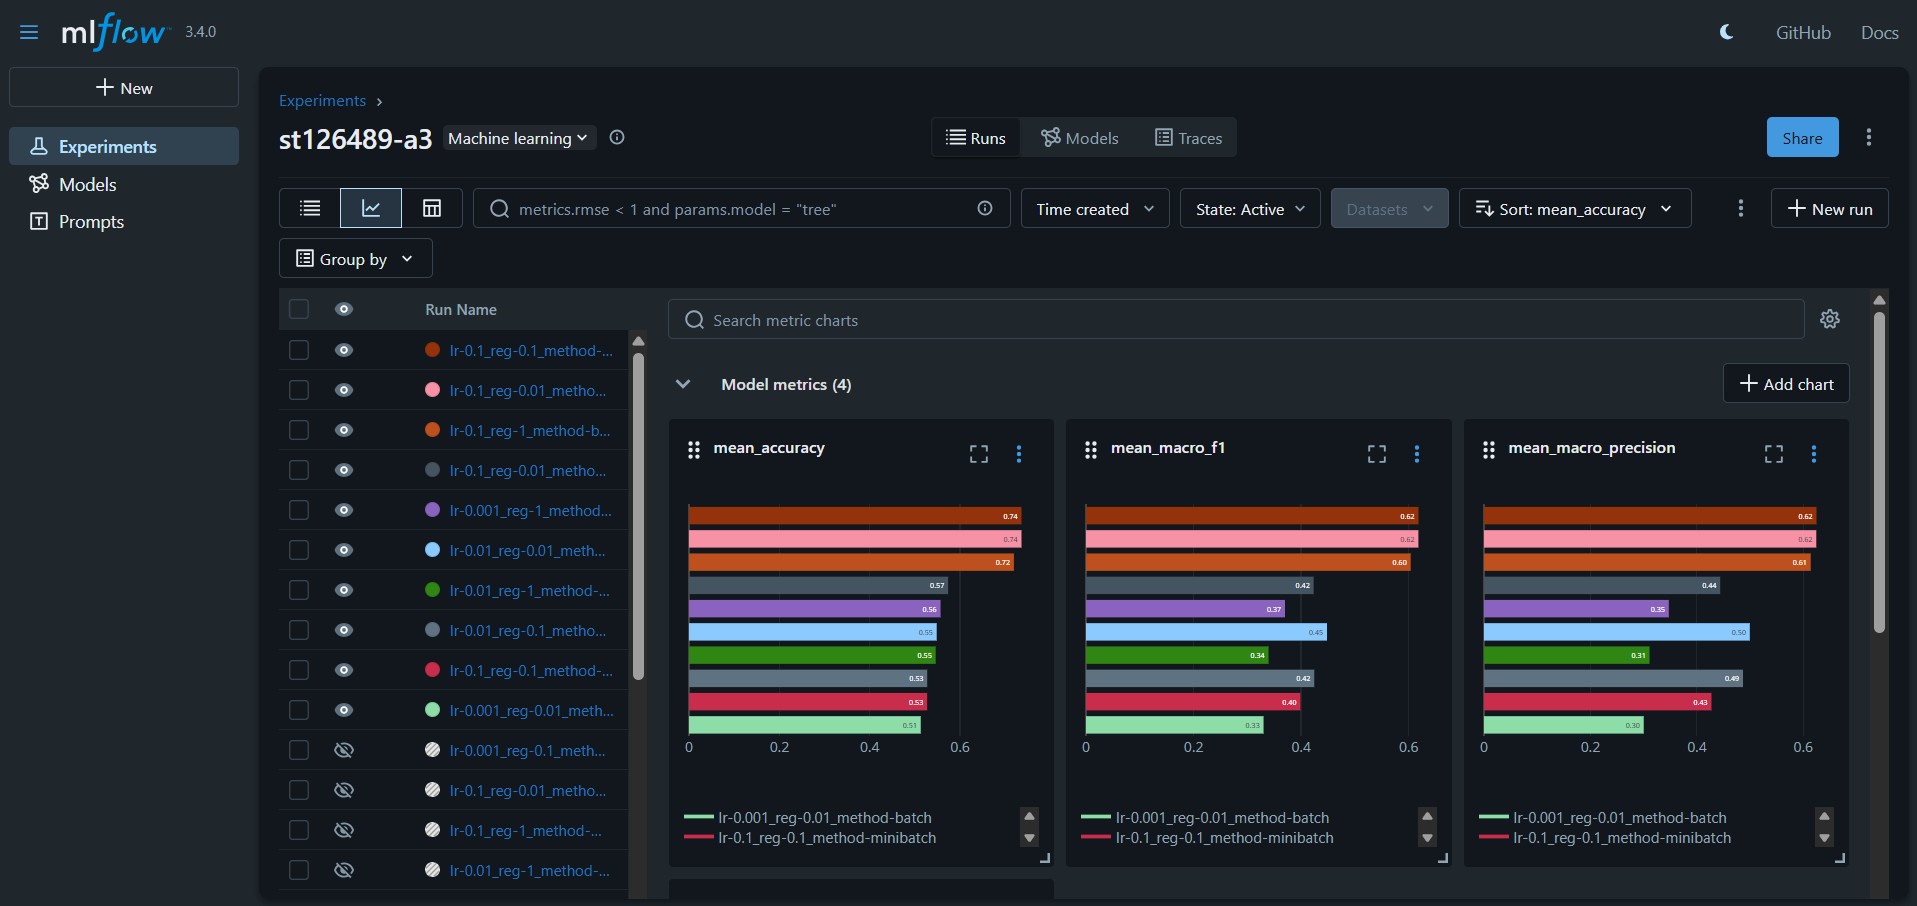 mlflow 3.4.0
GitHub Docs
New
Experiments
Models
Prompts
Experiments
st126489-a3 Machine learning
Runs Models Traces
Share
metrics.rmse < 1 and params.model = "tree"
Time created
State: Active
Datasets
Sort: mean_accuracy
New run
Group by
Run Name
lr-0.1_reg-0.1_method-...
lr-0.1_reg-0.01_metho...
lr-0.1_reg-1_method-b...
lr-0.1_reg-0.01_metho...
lr-0.001_reg-1_method...
lr-0.01_reg-0.01_meth...
lr-0.01_reg-1_method-...
lr-0.01_reg-0.1_metho...
lr-0.1_reg-0.1_method-...
lr-0.001_reg-0.01_meth...
lr-0.001_reg-0.1_meth...
lr-0.1_reg-0.01_metho...
lr-0.1_reg-1_method-...
lr-0.01_reg-1_method-...
Search metric charts
Model metrics (4)
Add chart
mean_accuracy
0.74
0.74
0.72
0.57
0.56
0.55
0.55
0.53
0.53
0.51
0 0.2 0.4 0.6
lr-0.001_reg-0.01_method-batch
lr-0.1_reg-0.1_method-minibatch
mean_macro_f1
0.62
0.62
0.60
0.42
0.37
0.45
0.34
0.42
0.40
0.33
0 0.2 0.4 0.6
lr-0.001_reg-0.01_method-batch
lr-0.1_reg-0.1_method-minibatch
mean_macro_precision
0.62
0.62
0.61
0.44
0.35
0.50
0.31
0.49
0.43
0.30
0 0.2 0.4 0.6
lr-0.001_reg-0.01_method-batch
lr-0.1_reg-0.1_method-minibatch